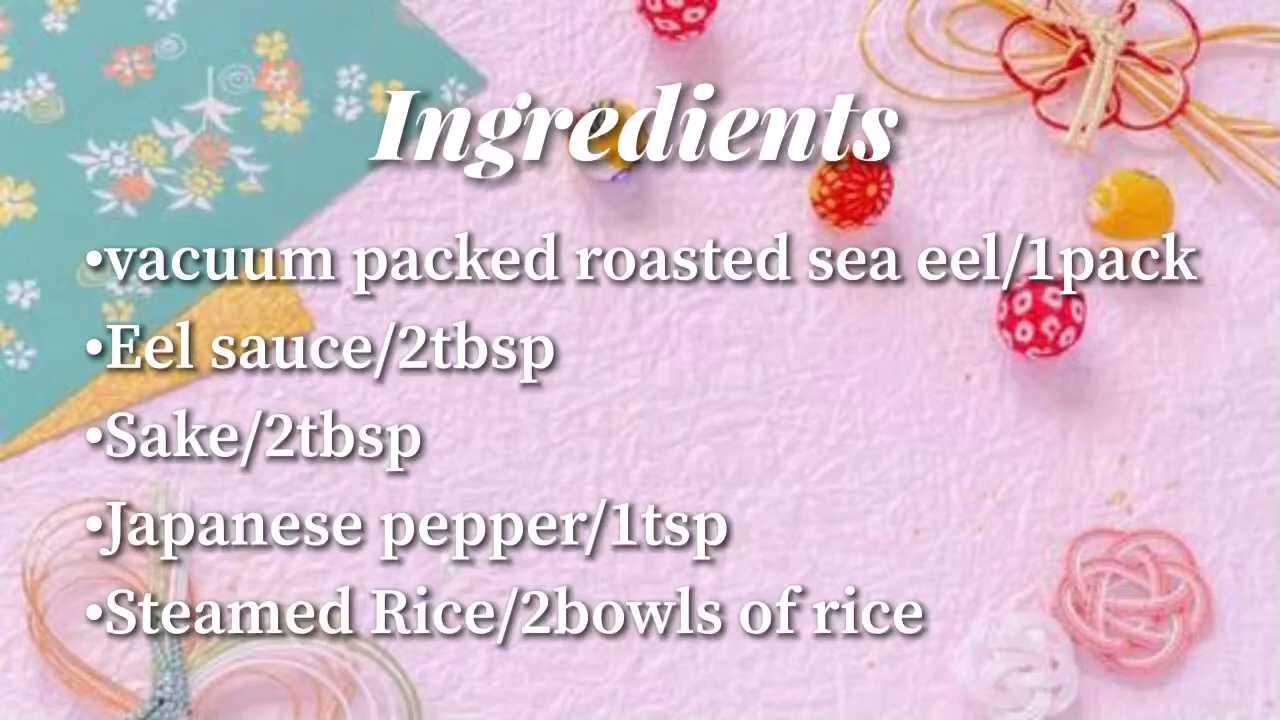 Ingredients
•vacuum packed roasted sea eel/1pack
•Eel sauce/2tbsp
•Sake/2tbsp
•Japanese pepper/1tsp
•Steamed Rice/2bowls of rice